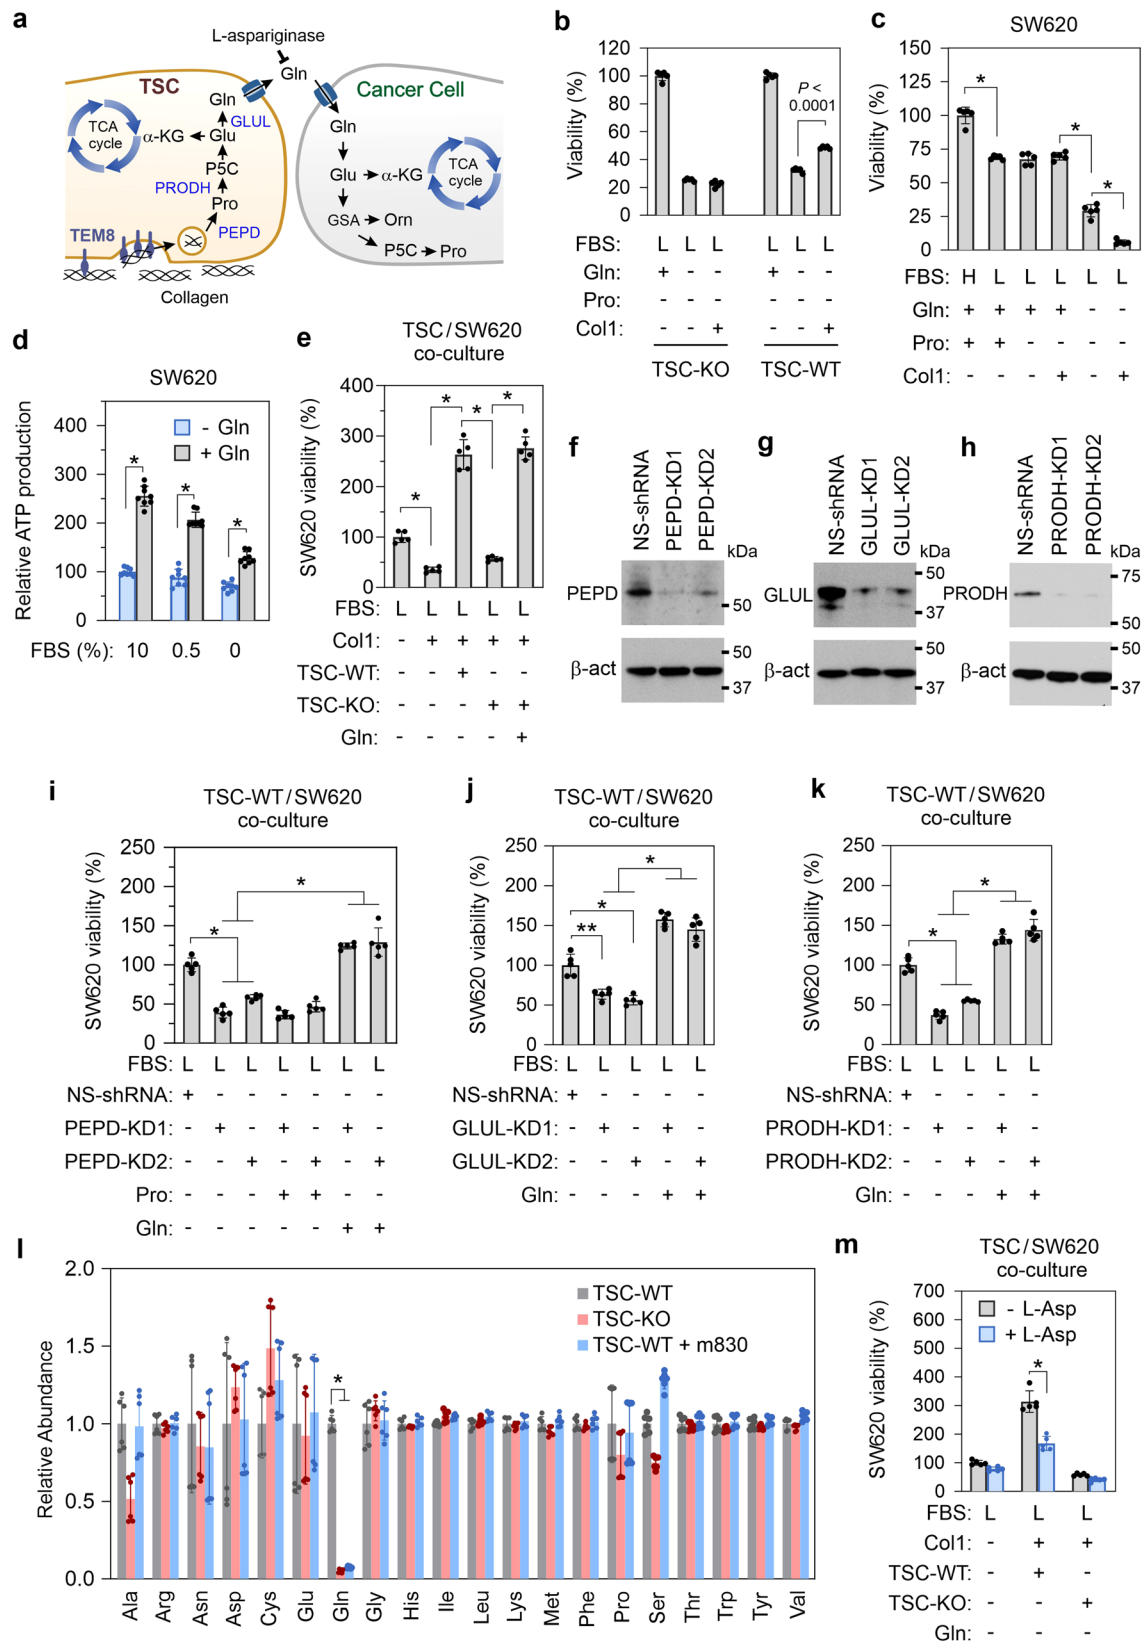 a
L-aspariginase
Gln
TSC
Cancer Cell
Gln
GLUL
TCA cycle
α-KG
Glu
P5C
PRODH
Pro
PEPD
TEM8
Collagen
Gln
Glu
α-KG
TCA cycle
GSA
Orn
P5C
Pro
b
Viability (%)
120
100
80
60
40
20
0
P < 0.0001
FBS: L L L L L L
Gln: + - - + - -
Pro: - - - - - -
Col1: - - + - - +
TSC-KO TSC-WT
c
SW620
Viability (%)
150
125
100
75
50
25
0
* * *
FBS: H L L L L L
Gln: + + + + - -
Pro: + + - - - -
Col1: - - - + - +
d
SW620
Relative ATP production
400
300
250
200
100
0
- Gln
+ Gln
* * *
FBS (%): 10 0.5 0
e
TSC/SW620
co-culture
SW620 viability (%)
400
300
200
100
0
* * * *
FBS: L L L L L
Col1: - + + + +
TSC-WT: - - + - -
TSC-KO: - - - + +
Gln: - - - - +
f
NS-shRNA
PEPD-KD1
PEPD-KD2
kDa
PEPD
50
β-act
50
37
g
NS-shRNA
GLUL-KD1
GLUL-KD2
kDa
GLUL
50
37
β-act
50
37
h
NS-shRNA
PRODH-KD1
PRODH-KD2
kDa
PRODH
75
50
β-act
50
37
i
TSC-WT/SW620
co-culture
SW620 viability (%)
250
200
150
100
50
0
* *
FBS: L L L L L L L
NS-shRNA: + - - - - - -
PEPD-KD1: - + - + - + -
PEPD-KD2: - - + - + - +
Pro: - - - + + - -
Gln: - - - - - + +
j
TSC-WT/SW620
co-culture
SW620 viability (%)
250
200
150
100
50
0
** * *
FBS: L L L L L
NS-shRNA: + - - - -
GLUL-KD1: - + - + -
GLUL-KD2: - - + - +
Gln: - - - + +
k
TSC-WT/SW620
co-culture
SW620 viability (%)
250
200
150
100
50
0
* *
FBS: L L L L L
NS-shRNA: + - - - -
PRODH-KD1: - + - + -
PRODH-KD2: - - + - +
Gln: - - - + +
l
Relative Abundance
2.0
1.5
1.0
0.5
0.0
TSC-WT
TSC-KO
TSC-WT + m830
*
Ala Arg Asn Asp Cys Glu Gln Gly His Ile Leu Lys Met Phe Pro Ser Thr Trp Tyr Val
m
TSC/SW620
co-culture
SW620 viability (%)
700
600
500
400
300
200
100
0
- L-Asp
+ L-Asp
*
FBS: L L L
Col1: - + +
TSC-WT: - + -
TSC-KO: - - +
Gln: - - -